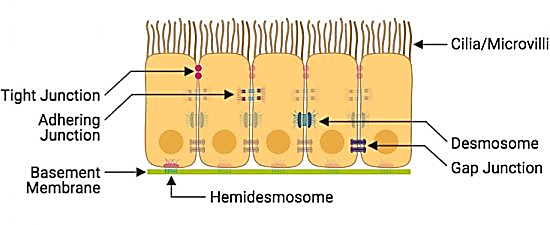 Cilia/Microvilli
Tight Junction
Adhering
Junction
Desmosome
Gap Junction
Basement
Membrane
Hemidesmosome